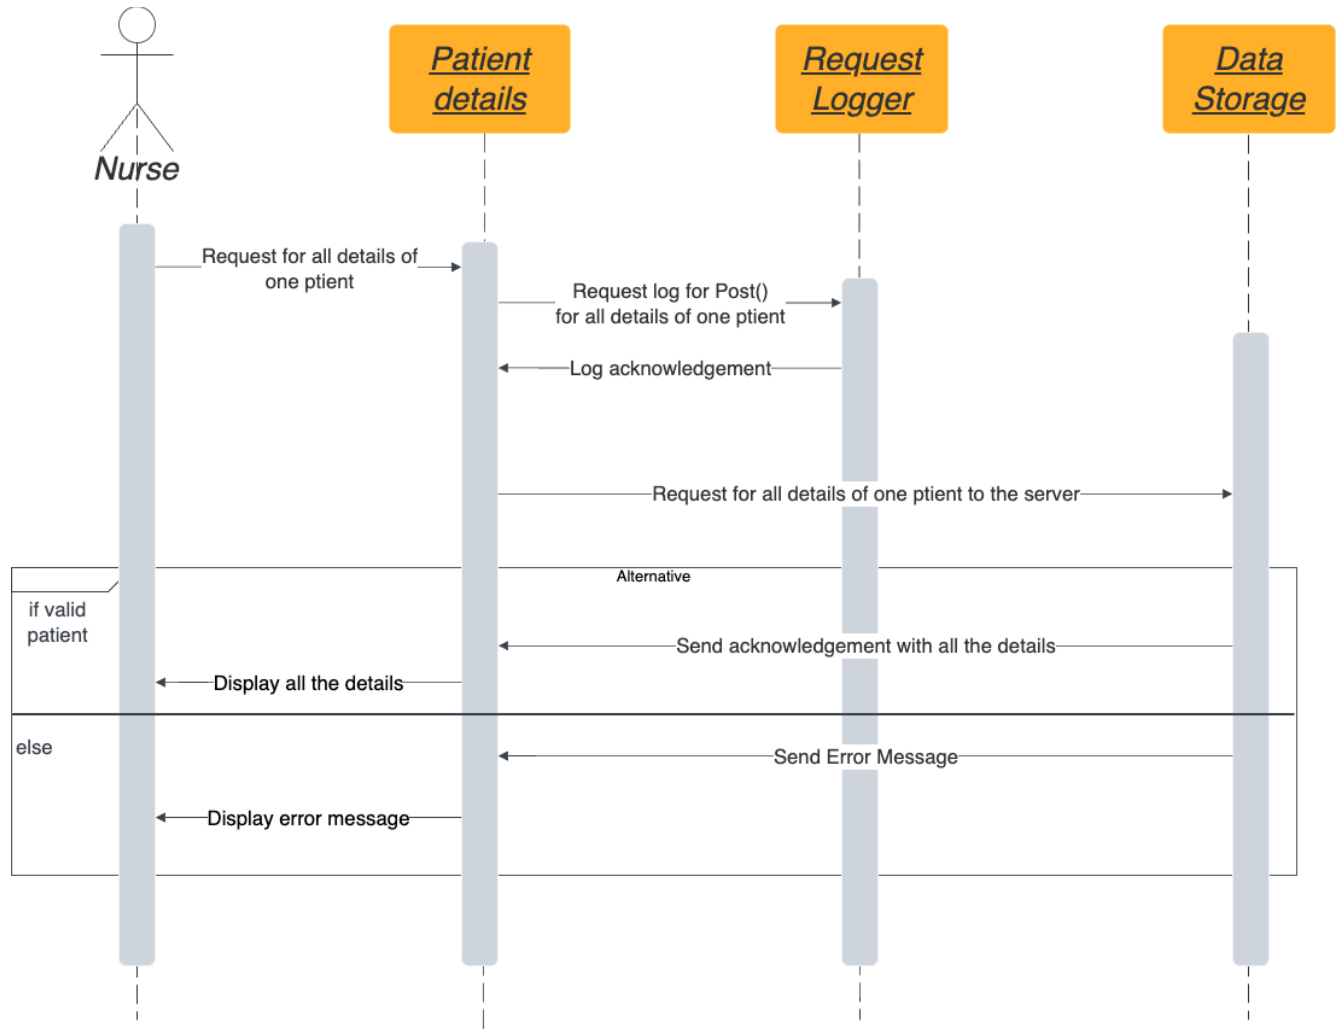 Patient
details
Request
Logger
Data
Storage
Nurse
Request for all details of
one ptient
Request log for Post()
for all details of one ptient
Log acknowledgement
Request for all details of one ptient to the server
Alternative
if valid
patient
Send acknowledgement with all the details
Display all the details
else
Send Error Message
Display error message